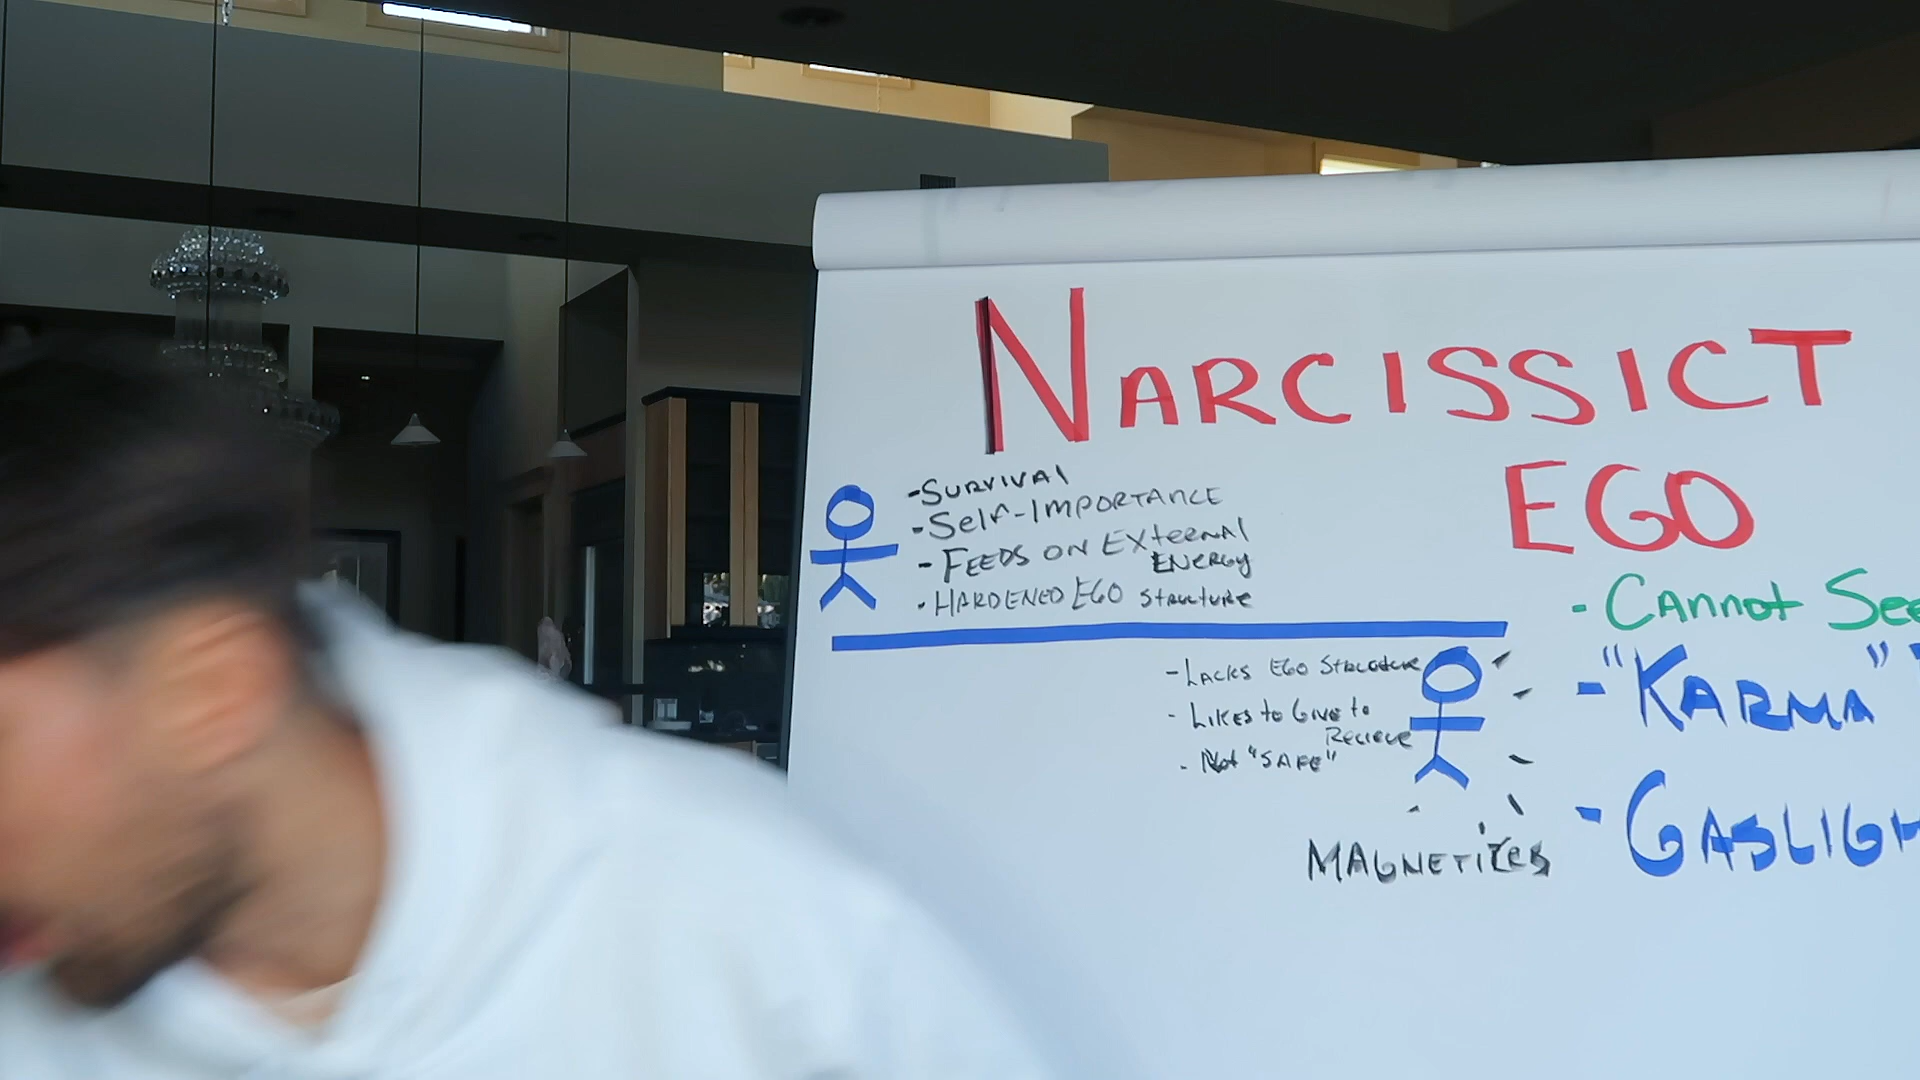 NARCISSICT
EGO
-SURVIVAL
-Self-IMPORTANCE
-FEEDS ON EXteRNAL
ENERGY
-HARDENED EGO StRuctuRe
-Cannot See
-"KARMA"
-GASLIGH
-LACKS EGO StRuctuRe
-LIKES to GIVE to
RECIEVE
-Not "SAFE"
MAGNETIZES